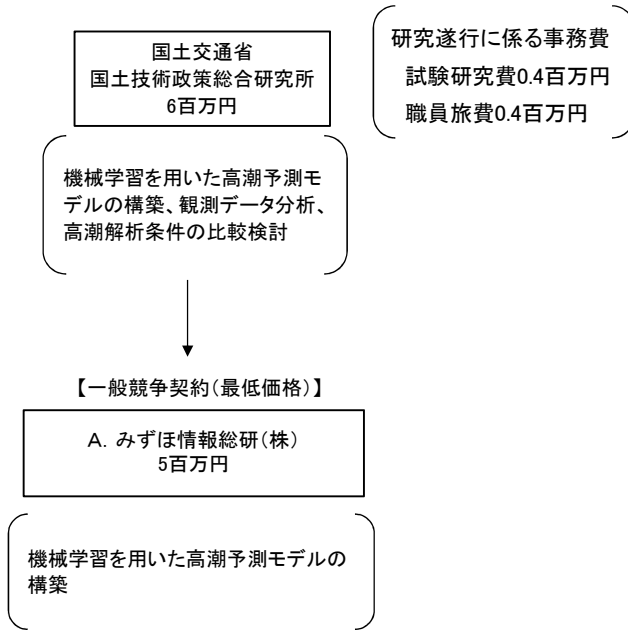 国土交通省
国土技術政策総合研究所
6百万円
研究遂行に係る事務費
試験研究費0.4百万円
職員旅費0.4百万円
機械学習を用いた高潮予測モ
デルの構築、観測データ分析、
高潮解析条件の比較検討
【一般競争契約（最低価格）】
A．みずほ情報総研（株）
5百万円
機械学習を用いた高潮予測モデルの
構築